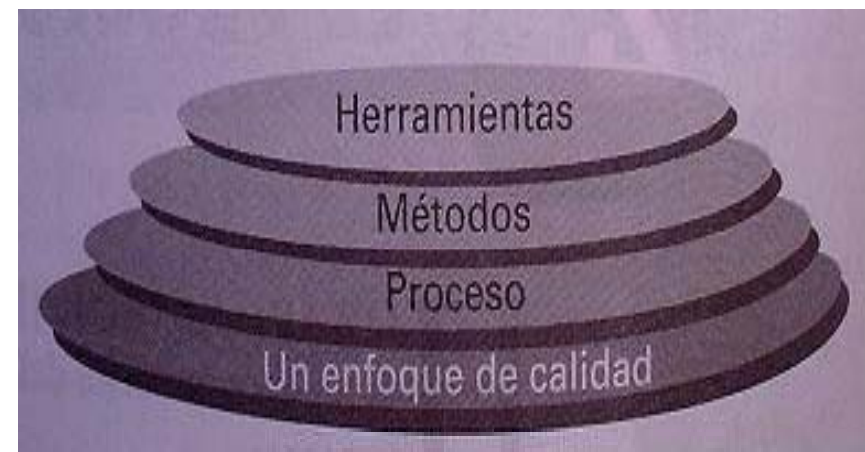 Herramientas
Métodos
Proceso
Un enfoque de calidad